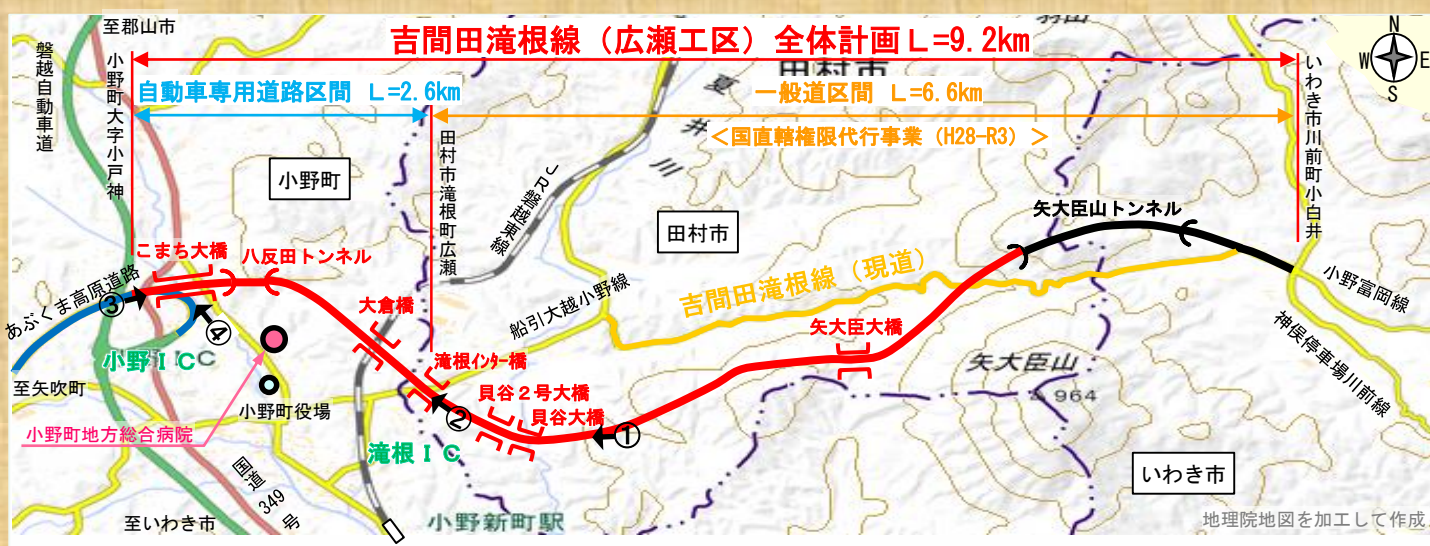 至郡山市
吉間田滝根線（広瀬工区）全体計画Ｌ=9.2km
羽山
N
W
E
S
磐越自動車道
小野町大字小戸神
自動車専用道路区間 Ｌ=2.6km
田村市
一般道区間 Ｌ=6.6km
＜国直轄権限代行事業（H28-R3）＞
いわき市川前町小白井
夏井川
田村市滝根町広瀬
小野町
ＪＲ磐越東線
田村市
矢大臣山トンネル
こまち大橋
八反田トンネル
あぶくま高原道路
③
④
大倉橋
船引大越小野線
吉間田滝根線（現道）
小野富岡線
神俣停車場川前線
小野ＩＣ
矢大臣大橋
滝根インター橋
矢大臣山
964
至矢吹町
小野町役場
貝谷２号大橋
貝谷大橋
②
①
小野町地方総合病院
滝根ＩＣ
いわき市
国道349号
至いわき市
小野新町駅
地理院地図を加工して作成